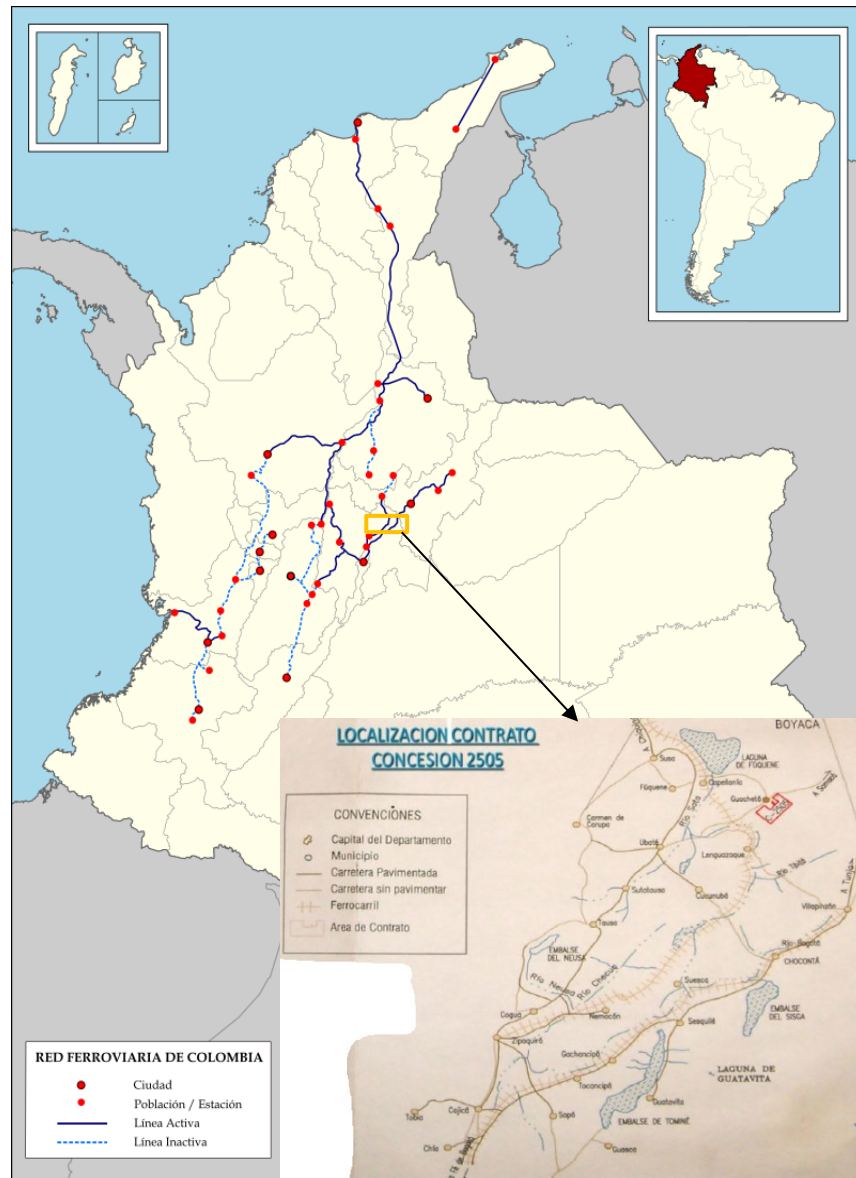 LOCALIZACION CONTRATO
CONCESION 2505
CONVENCIONES
Capital del Departamento
Municipio
Carretera Pavimentada
Carretera sin pavimentar
Ferrocarril
Area de Contrato
BOYACA
Susa
LAGUNA
DE FUQUENE
Capellanía
Fúquene
Guachetá
A. Samacá
C-2505
Carmen de
Carupa
Río Suta
Ubaté
Lenguazaque
Río Tibitá
A. Tunja
Sutatausa
Cucunubá
Villapinzón
Tausa
EMBALSE
DEL NEUSA
Río Bogotá
CHOCONTÁ
Río Neusa
Río Checua
Suesca
EMBALSE
DEL SISGA
Cogua
Nemocón
Sesquilé
Zipaquirá
Gachancipá
LAGUNA DE
GUATAVITA
Tocancipá
Guatavita
Tabio
Cajicá
Sopó
EMBALSE DE TOMINÉ
Chía
Guasca
RED FERROVIARIA DE COLOMBIA
Ciudad
Población / Estación
Línea Activa
Línea Inactiva